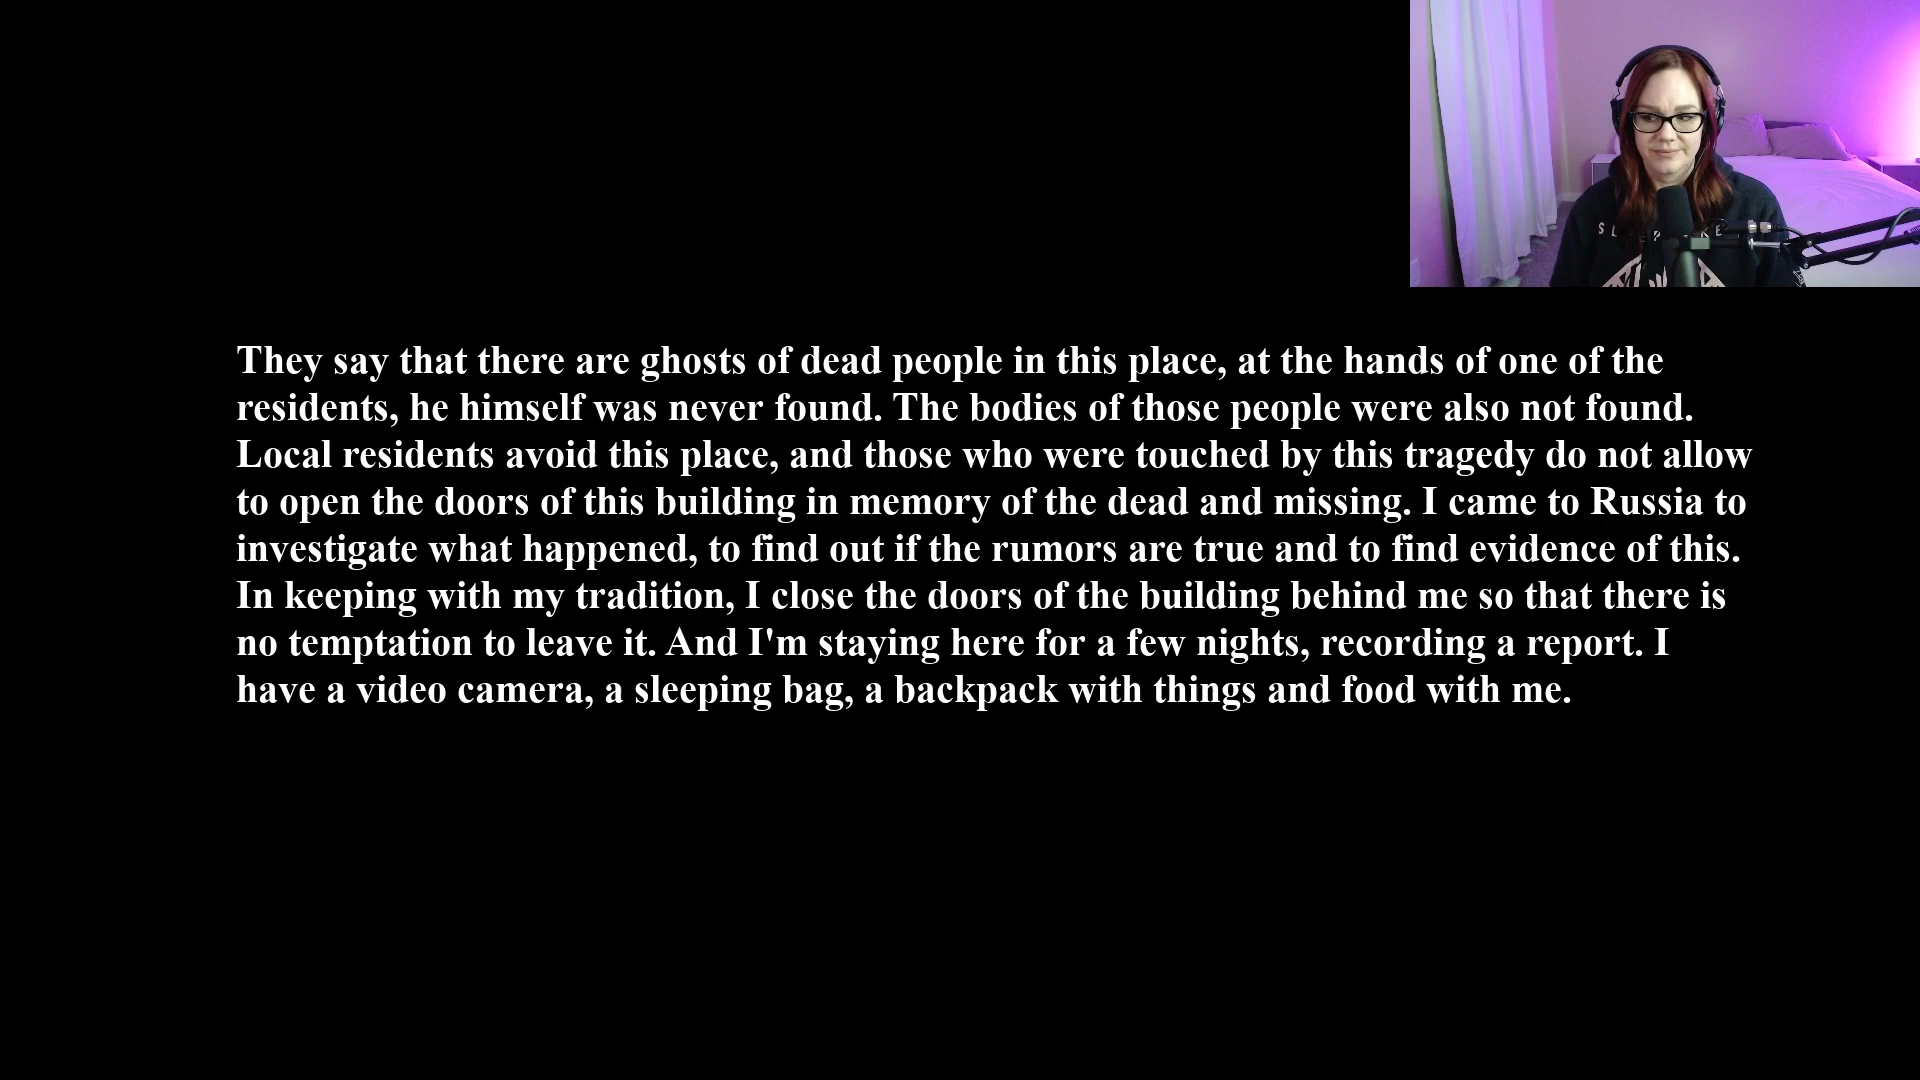 They say that there are ghosts of dead people in this place, at the hands of one of the
residents, he himself was never found. The bodies of those people were also not found.
Local residents avoid this place, and those who were touched by this tragedy do not allow
to open the doors of this building in memory of the dead and missing. I came to Russia to
investigate what happened, to find out if the rumors are true and to find evidence of this.
In keeping with my tradition, I close the doors of the building behind me so that there is
no temptation to leave it. And I'm staying here for a few nights, recording a report. I
have a video camera, a sleeping bag, a backpack with things and food with me.